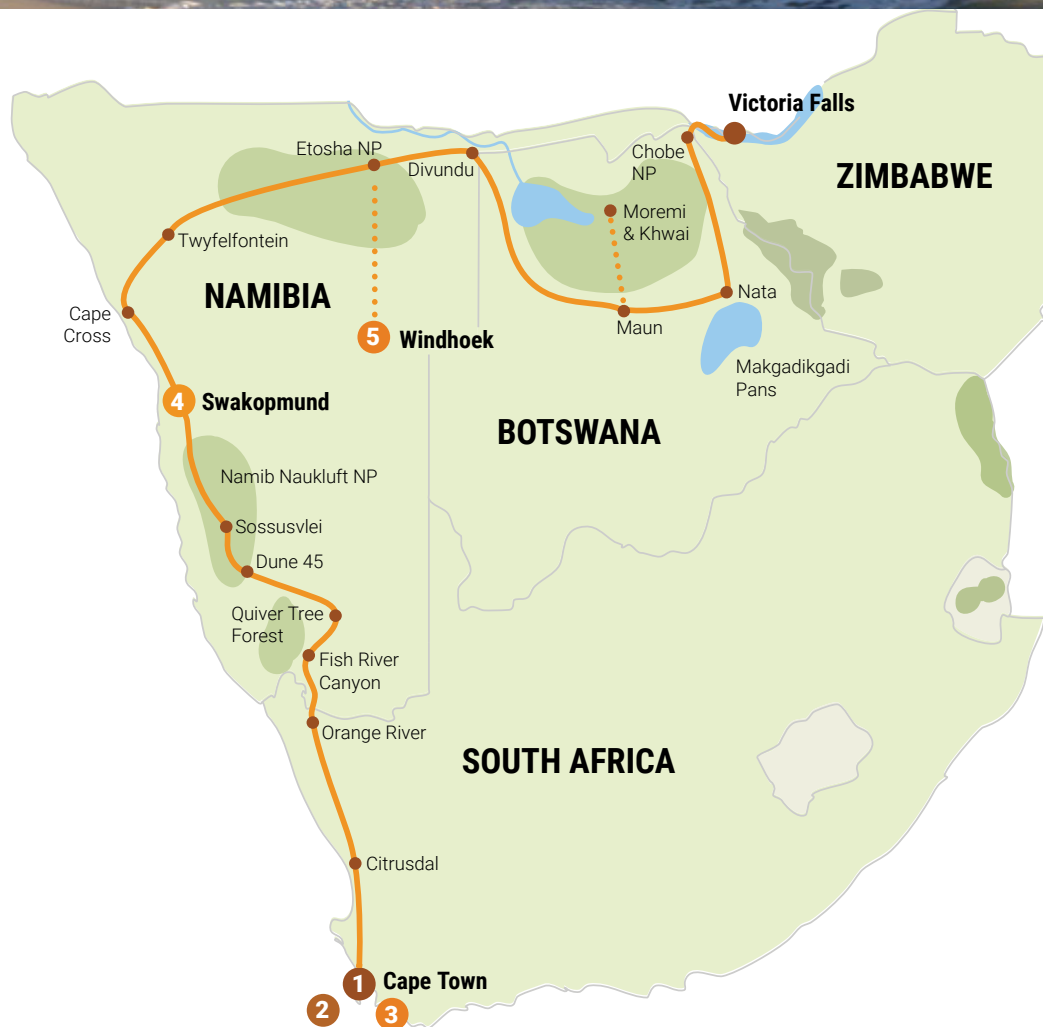 Victoria Falls
Etosha NP
Divundu
Chobe
NP
ZIMBABWE
Moremi
& Khwai
Twyfelfontein
NAMIBIA
Nata
Cape
Cross
Maun
5 Windhoek
Makgadikgadi
Pans
4 Swakopmund
BOTSWANA
Namib Naukluft NP
Sossusvlei
Dune 45
Quiver Tree
Forest
Fish River
Canyon
Orange River
SOUTH AFRICA
Citrusdal
1 Cape Town
2
3